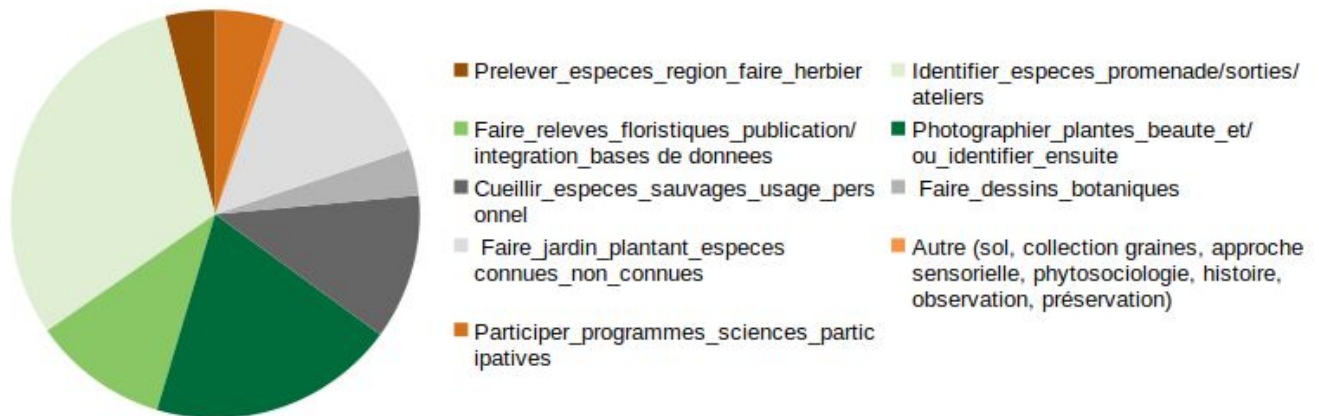 Prelever_especes_region_faire_herbier
Identifier_especes_promenade/sorties/
ateliers
Faire_releves_floristiques_publication/
integration_bases de donnees
Photographier_plantes_beaute_et/
ou_identifier_ensuite
Cueillir_especes_sauvages_usage_pers
onnel
Faire_dessins_botaniques
Faire_jardin_plantant_especes
connues_non_connues
Autre (sol, collection graines, approche
sensorielle, phytosociologie, histoire,
observation, préservation)
Participer_programmes_sciences_partic
ipatives